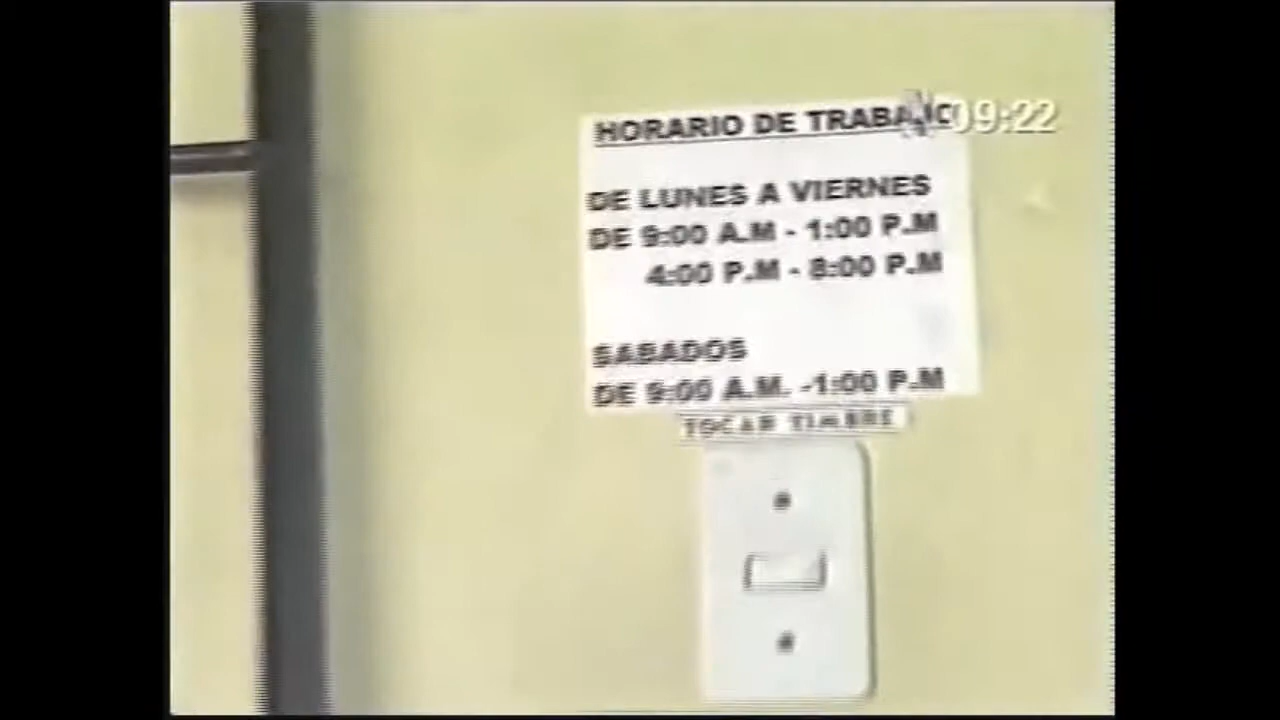 HORARIO DE TRABAJO
09:22
DE LUNES A VIERNES
DE 9:00 A.M - 1:00 P.M
4:00 P.M - 8:00 P.M
SABADOS
DE 9:00 A.M. -1:00 P.M
TOCAR TIMBRE